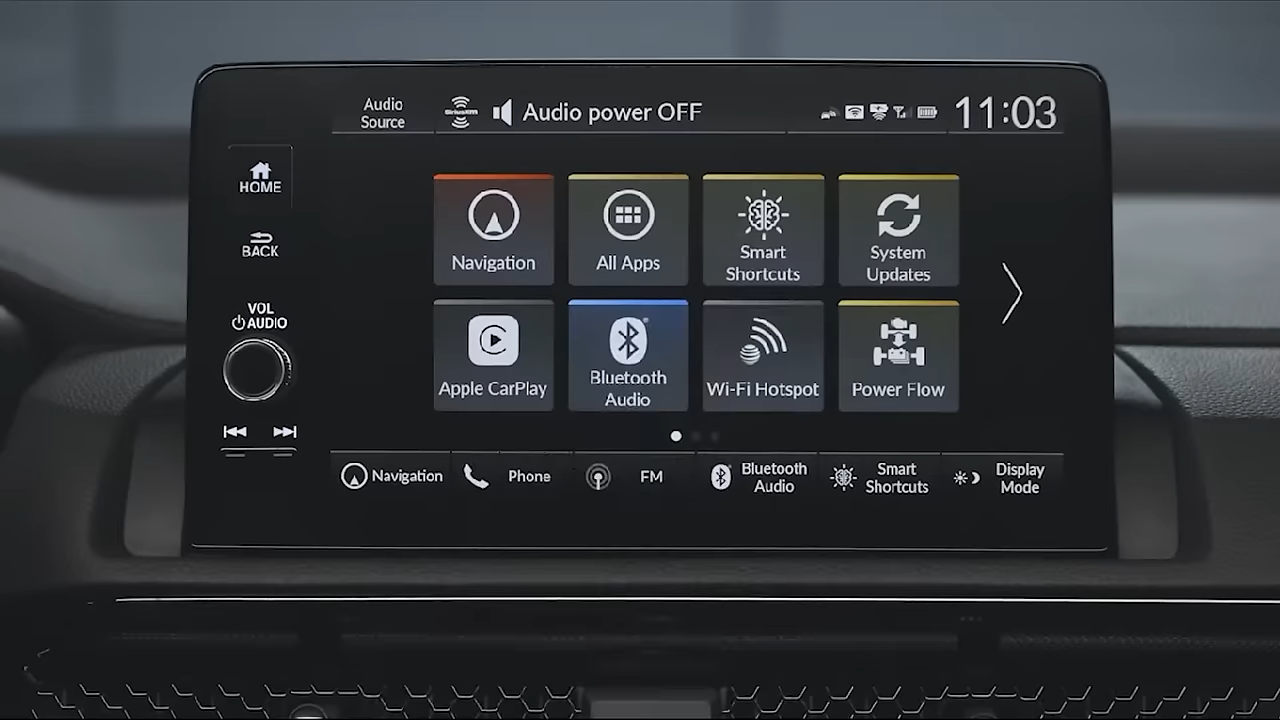 Audio
Source
SiriusXM
Audio power OFF
11:03
HOME
BACK
VOL
AUDIO
Navigation
All Apps
Smart
Shortcuts
System
Updates
Apple CarPlay
Bluetooth
Audio
Wi-Fi Hotspot
Power Flow
Navigation
Phone
FM
Bluetooth
Audio
Smart
Shortcuts
Display
Mode